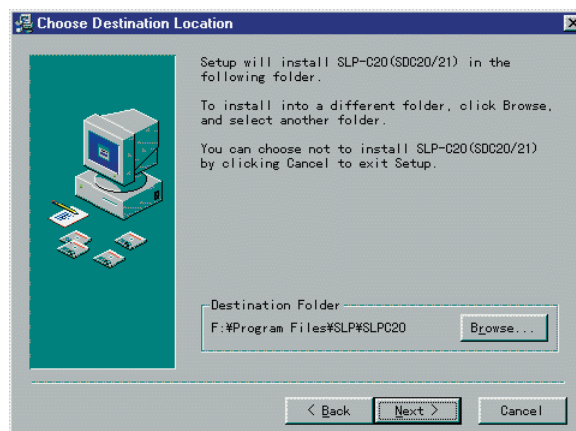 Choose Destination Location
Setup will install SLP-C20(SDC20/21) in the
following folder.
To install into a different folder, click Browse,
and select another folder.
You can choose not to install SLP-C20(SDC20/21)
by clicking Cancel to exit Setup.
Destination Folder
F:¥Program Files¥SLP¥SLPC20
Browse...
< Back
Next >
Cancel